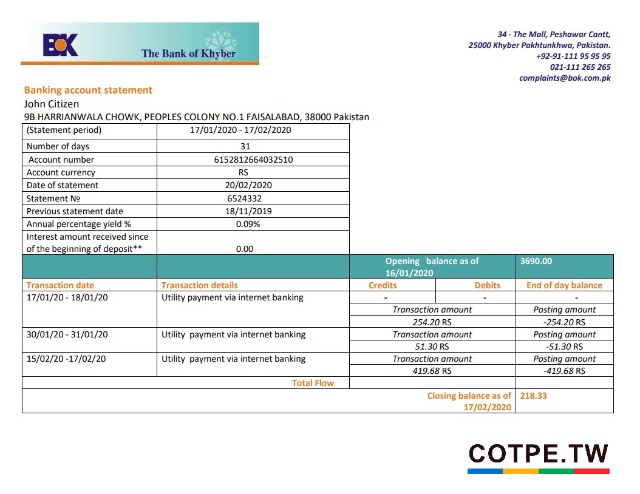 BOK
The Bank of Khyber
34 - The Mall, Peshawar Cantt,
25000 Khyber Pakhtunkhwa, Pakistan.
+92-91-111 95 95 95
021-111 265 265
complaints@bok.com.pk
Banking account statement
John Citizen
9B HARRIANWALA CHOWK, PEOPLES COLONY NO.1 FAISALABAD, 38000 Pakistan
(Statement period) 17/01/2020 - 17/02/2020
Number of days 31
Account number 6152812664032510
Account currency RS
Date of statement 20/02/2020
Statement № 6524332
Previous statement date 18/11/2019
Annual percentage yield % 0.09%
Interest amount received since
of the beginning of deposit** 0.00
Opening balance as of 3690.00
16/01/2020
Transaction date Transaction details Credits Debits End of day balance
17/01/20 - 18/01/20 Utility payment via internet banking - - -
Transaction amount Posting amount
254.20 RS -254.20 RS
30/01/20 - 31/01/20 Utility payment via internet banking Transaction amount Posting amount
51.30 RS -51.30 RS
15/02/20 -17/02/20 Utility payment via internet banking Transaction amount Posting amount
419.68 RS -419.68 RS
Total Flow
Closing balance as of 218.33
17/02/2020
COTPE.TW